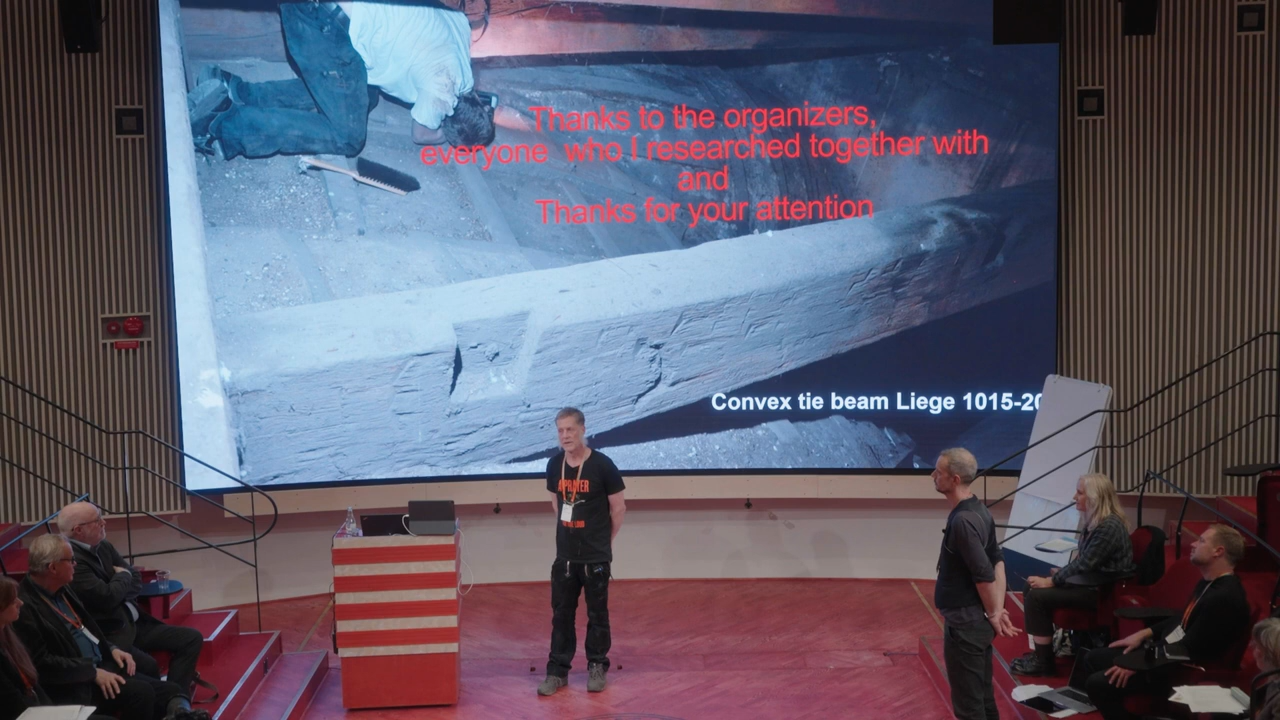 Thanks to the organizers,
everyone who I researched together with
and
Thanks for your attention
Convex tie beam Liege 1015-20